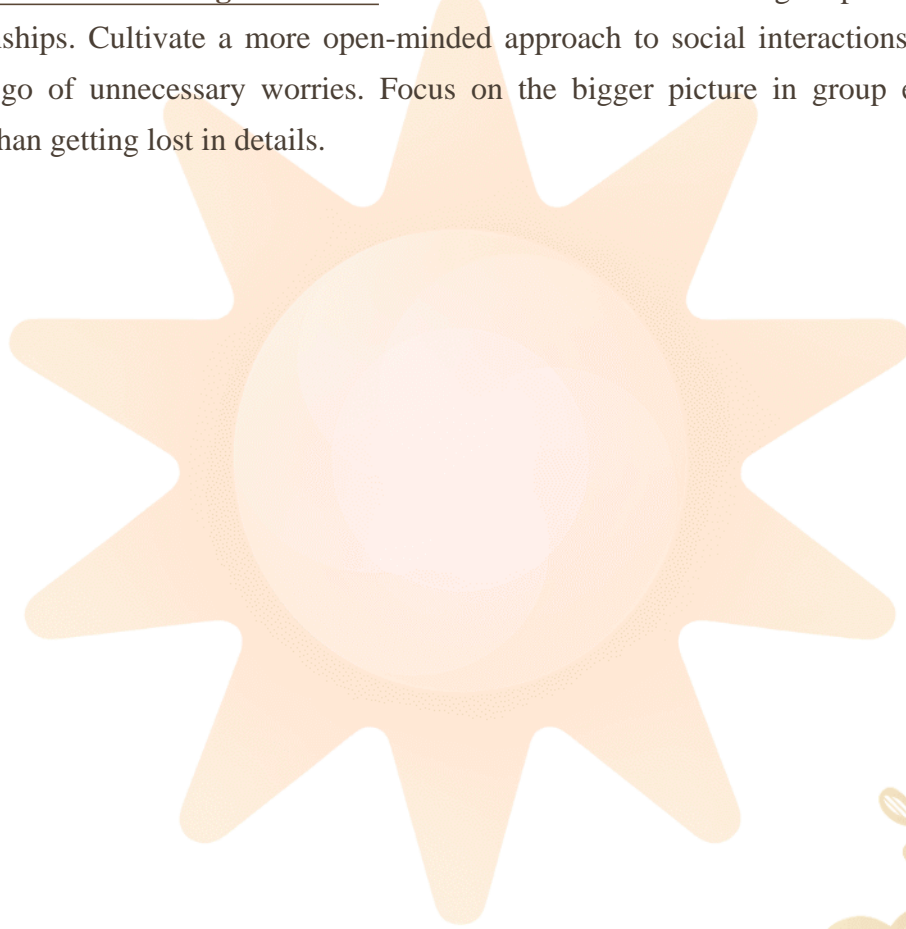 ships. Cultivate a more open-minded approach to social interactions
go of unnecessary worries. Focus on the bigger picture in group
han getting lost in details.